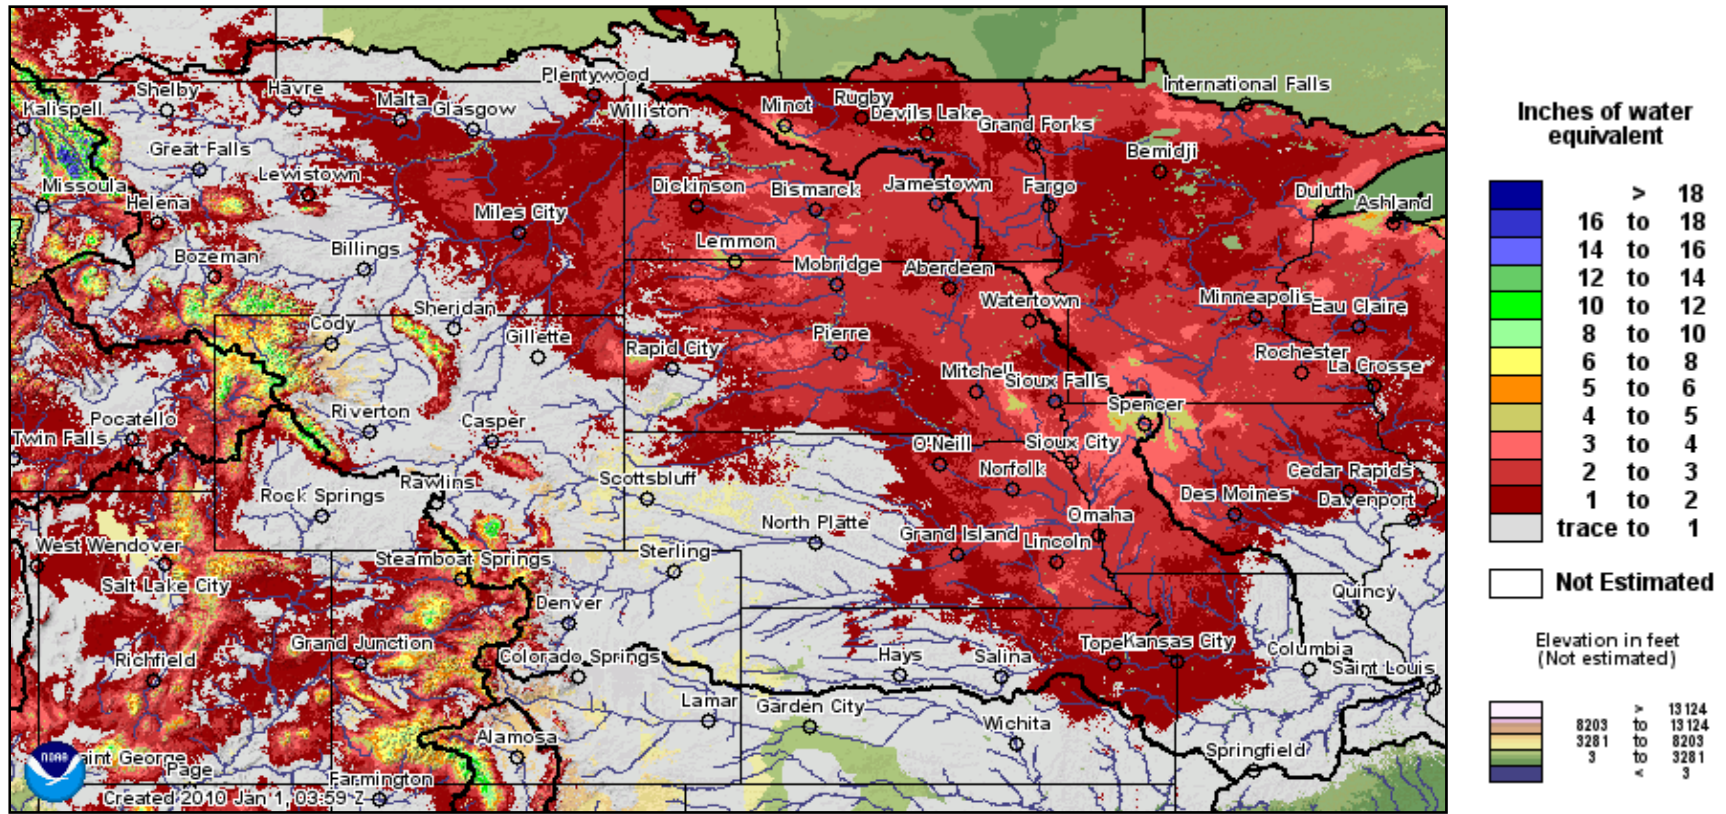 Plentywood
International Falls
Kalispell
Shelby
Havre
Malta
Glasgow
Williston
Minot
Rugby
Devils Lake
Grand Forks
Bemidji
Great Falls
Lewistown
Missoula
Helena
Miles City
Dickinson
Bismarck
Jamestown
Fargo
Duluth
Ashland
Bozeman
Billings
Lemmon
Mobridge
Aberdeen
Watertown
Minneapolis
Eau Claire
Cody
Sheridan
Gillette
Rapid City
Pierre
Mitchell
Sioux Falls
Rochester
La Crosse
Spencer
Pocatello
Twin Falls
Riverton
Casper
O'Neill
Sioux City
Norfolk
Rock Springs
Rawlins
Scottsbluff
North Platte
Grand Island
Lincoln
Omaha
Des Moines
Cedar Rapids
Davenport
West Wendover
Salt Lake City
Steamboat Springs
Sterling
Denver
Quincy
Richfield
Grand Junction
Colorado Springs
Hays
Salina
Tope
Kansas City
Columbia
Saint Louis
Lamar
Garden City
Wichita
Springfield
Alamosa
aint George
Page
Farmington
NOAA
Created 2010 Jan 1, 03:59 Z
Inches of water
equivalent
> 18
16 to 18
14 to 16
12 to 14
10 to 12
8 to 10
6 to 8
5 to 6
4 to 5
3 to 4
2 to 3
1 to 2
trace to 1
Not Estimated
Elevation in feet
(Not estimated)
> 13124
8203 to 13124
3281 to 8203
3 to 3281
< 3